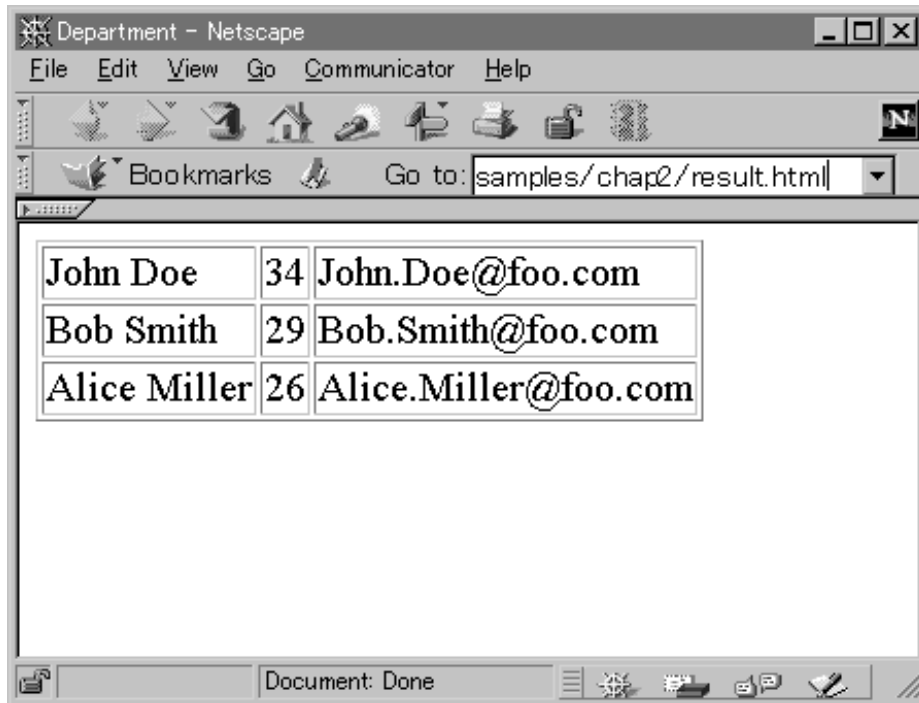 Department - Netscape
File Edit View Go Communicator Help
N
Bookmarks Go to: samples/chap2/result.html
John Doe 34 John.Doe@foo.com
Bob Smith 29 Bob.Smith@foo.com
Alice Miller 26 Alice.Miller@foo.com
Document: Done